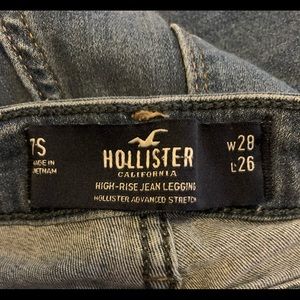 7S
MADE IN
VIETNAM
HOLLISTER
CALIFORNIA
HIGH-RISE JEAN LEGGING
HOLLISTER ADVANCED STRETCH
W28
L26